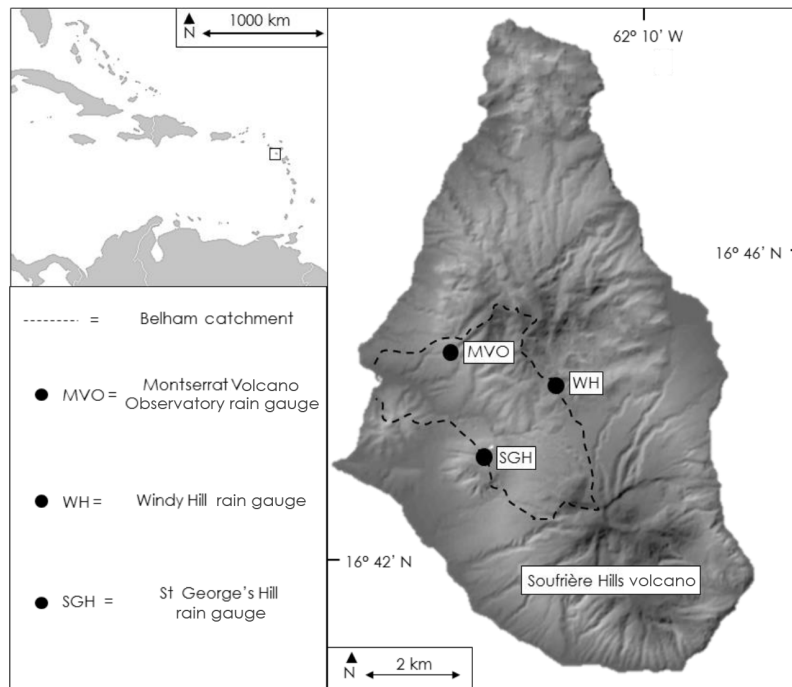 1000 km
N
62° 10' W
16° 46' N
MVO
WH
SGH
16° 42' N
Soufrière Hills volcano
N
2 km
= Belham catchment
MVO = Montserrat Volcano
Observatory rain gauge
WH = Windy Hill rain gauge
SGH = St George's Hill
rain gauge